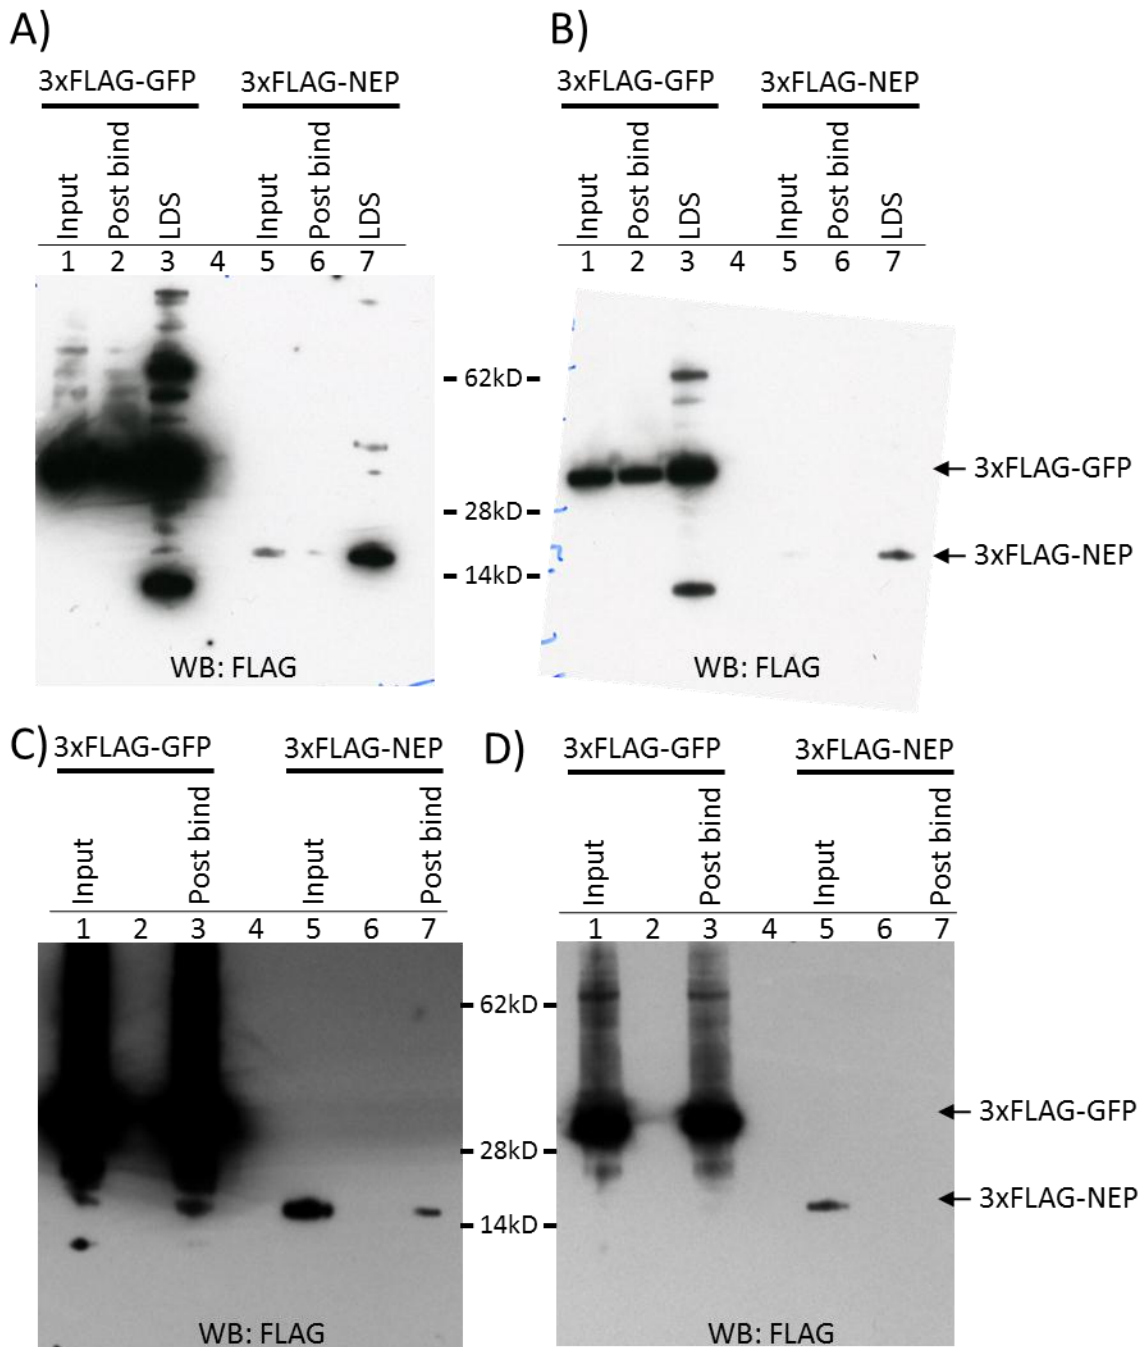 A)
3xFLAG-GFP 3xFLAG-NEP
Input Post bind LDS Input Post bind LDS
1 2 3 4 5 6 7
WB: FLAG
B)
3xFLAG-GFP 3xFLAG-NEP
Input Post bind LDS Input Post bind LDS
1 2 3 4 5 6 7
62kD
28kD
14kD
3xFLAG-GFP
3xFLAG-NEP
WB: FLAG
C) 3xFLAG-GFP 3xFLAG-NEP
Input Post bind Input Post bind
1 2 3 4 5 6 7
WB: FLAG
D) 3xFLAG-GFP 3xFLAG-NEP
Input Post bind Input Post bind
1 2 3 4 5 6 7
62kD
28kD
14kD
3xFLAG-GFP
3xFLAG-NEP
WB: FLAG